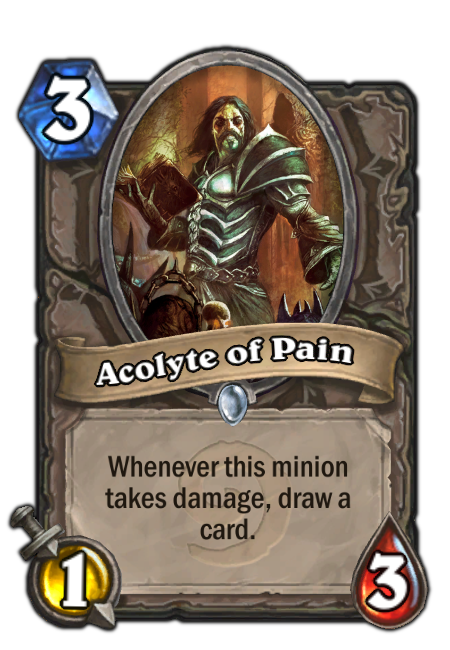 3
Acolyte of Pain
Whenever this minion
takes damage, draw a
card.
1
3